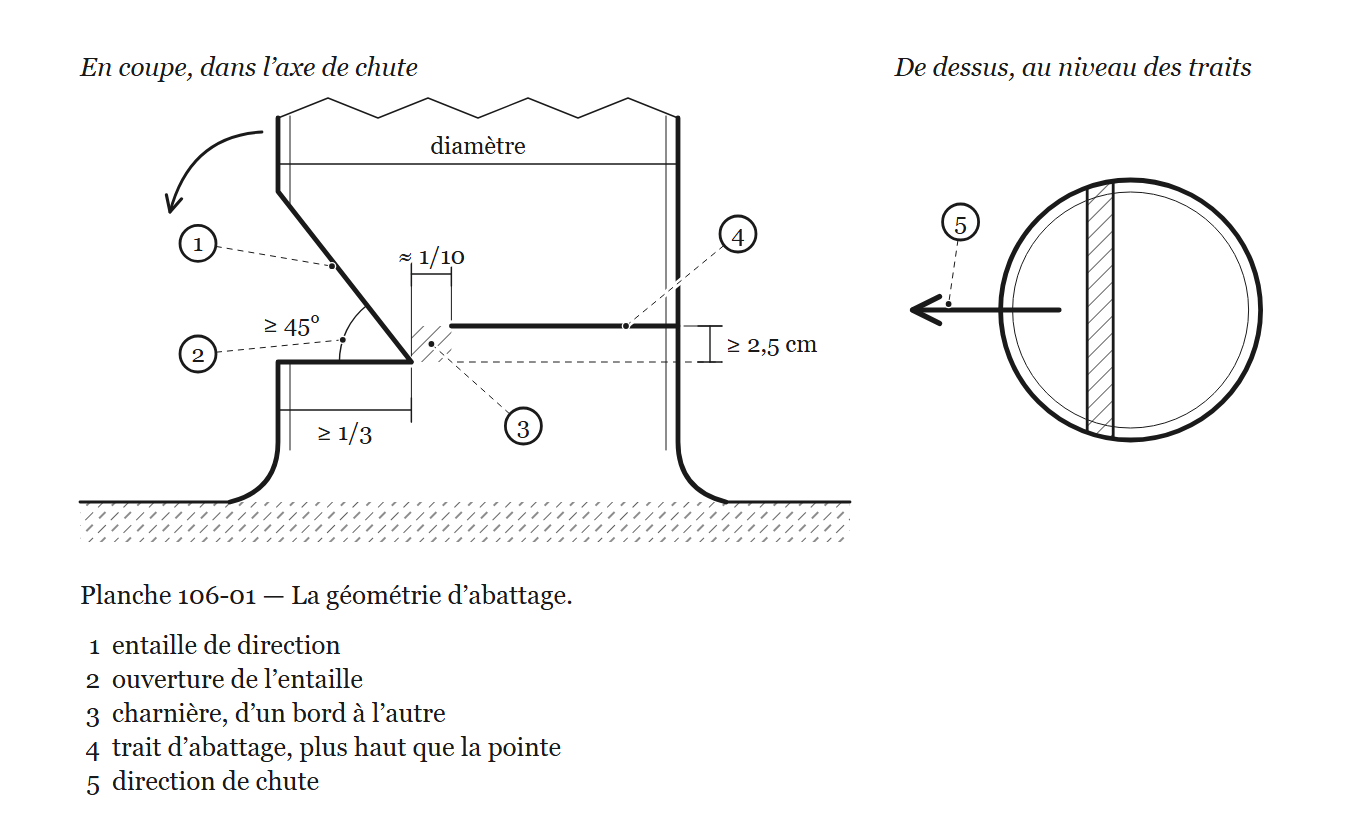 En coupe, dans l’axe de chute
De dessus, au niveau des traits
diamètre
1
≈ 1/10
4
5
≥ 45°
2
≥ 2,5 cm
3
≥ 1/3
Planche 106-01 — La géométrie d’abattage.
1 entaille de direction
2 ouverture de l’entaille
3 charnière, d’un bord à l’autre
4 trait d’abattage, plus haut que la pointe
5 direction de chute